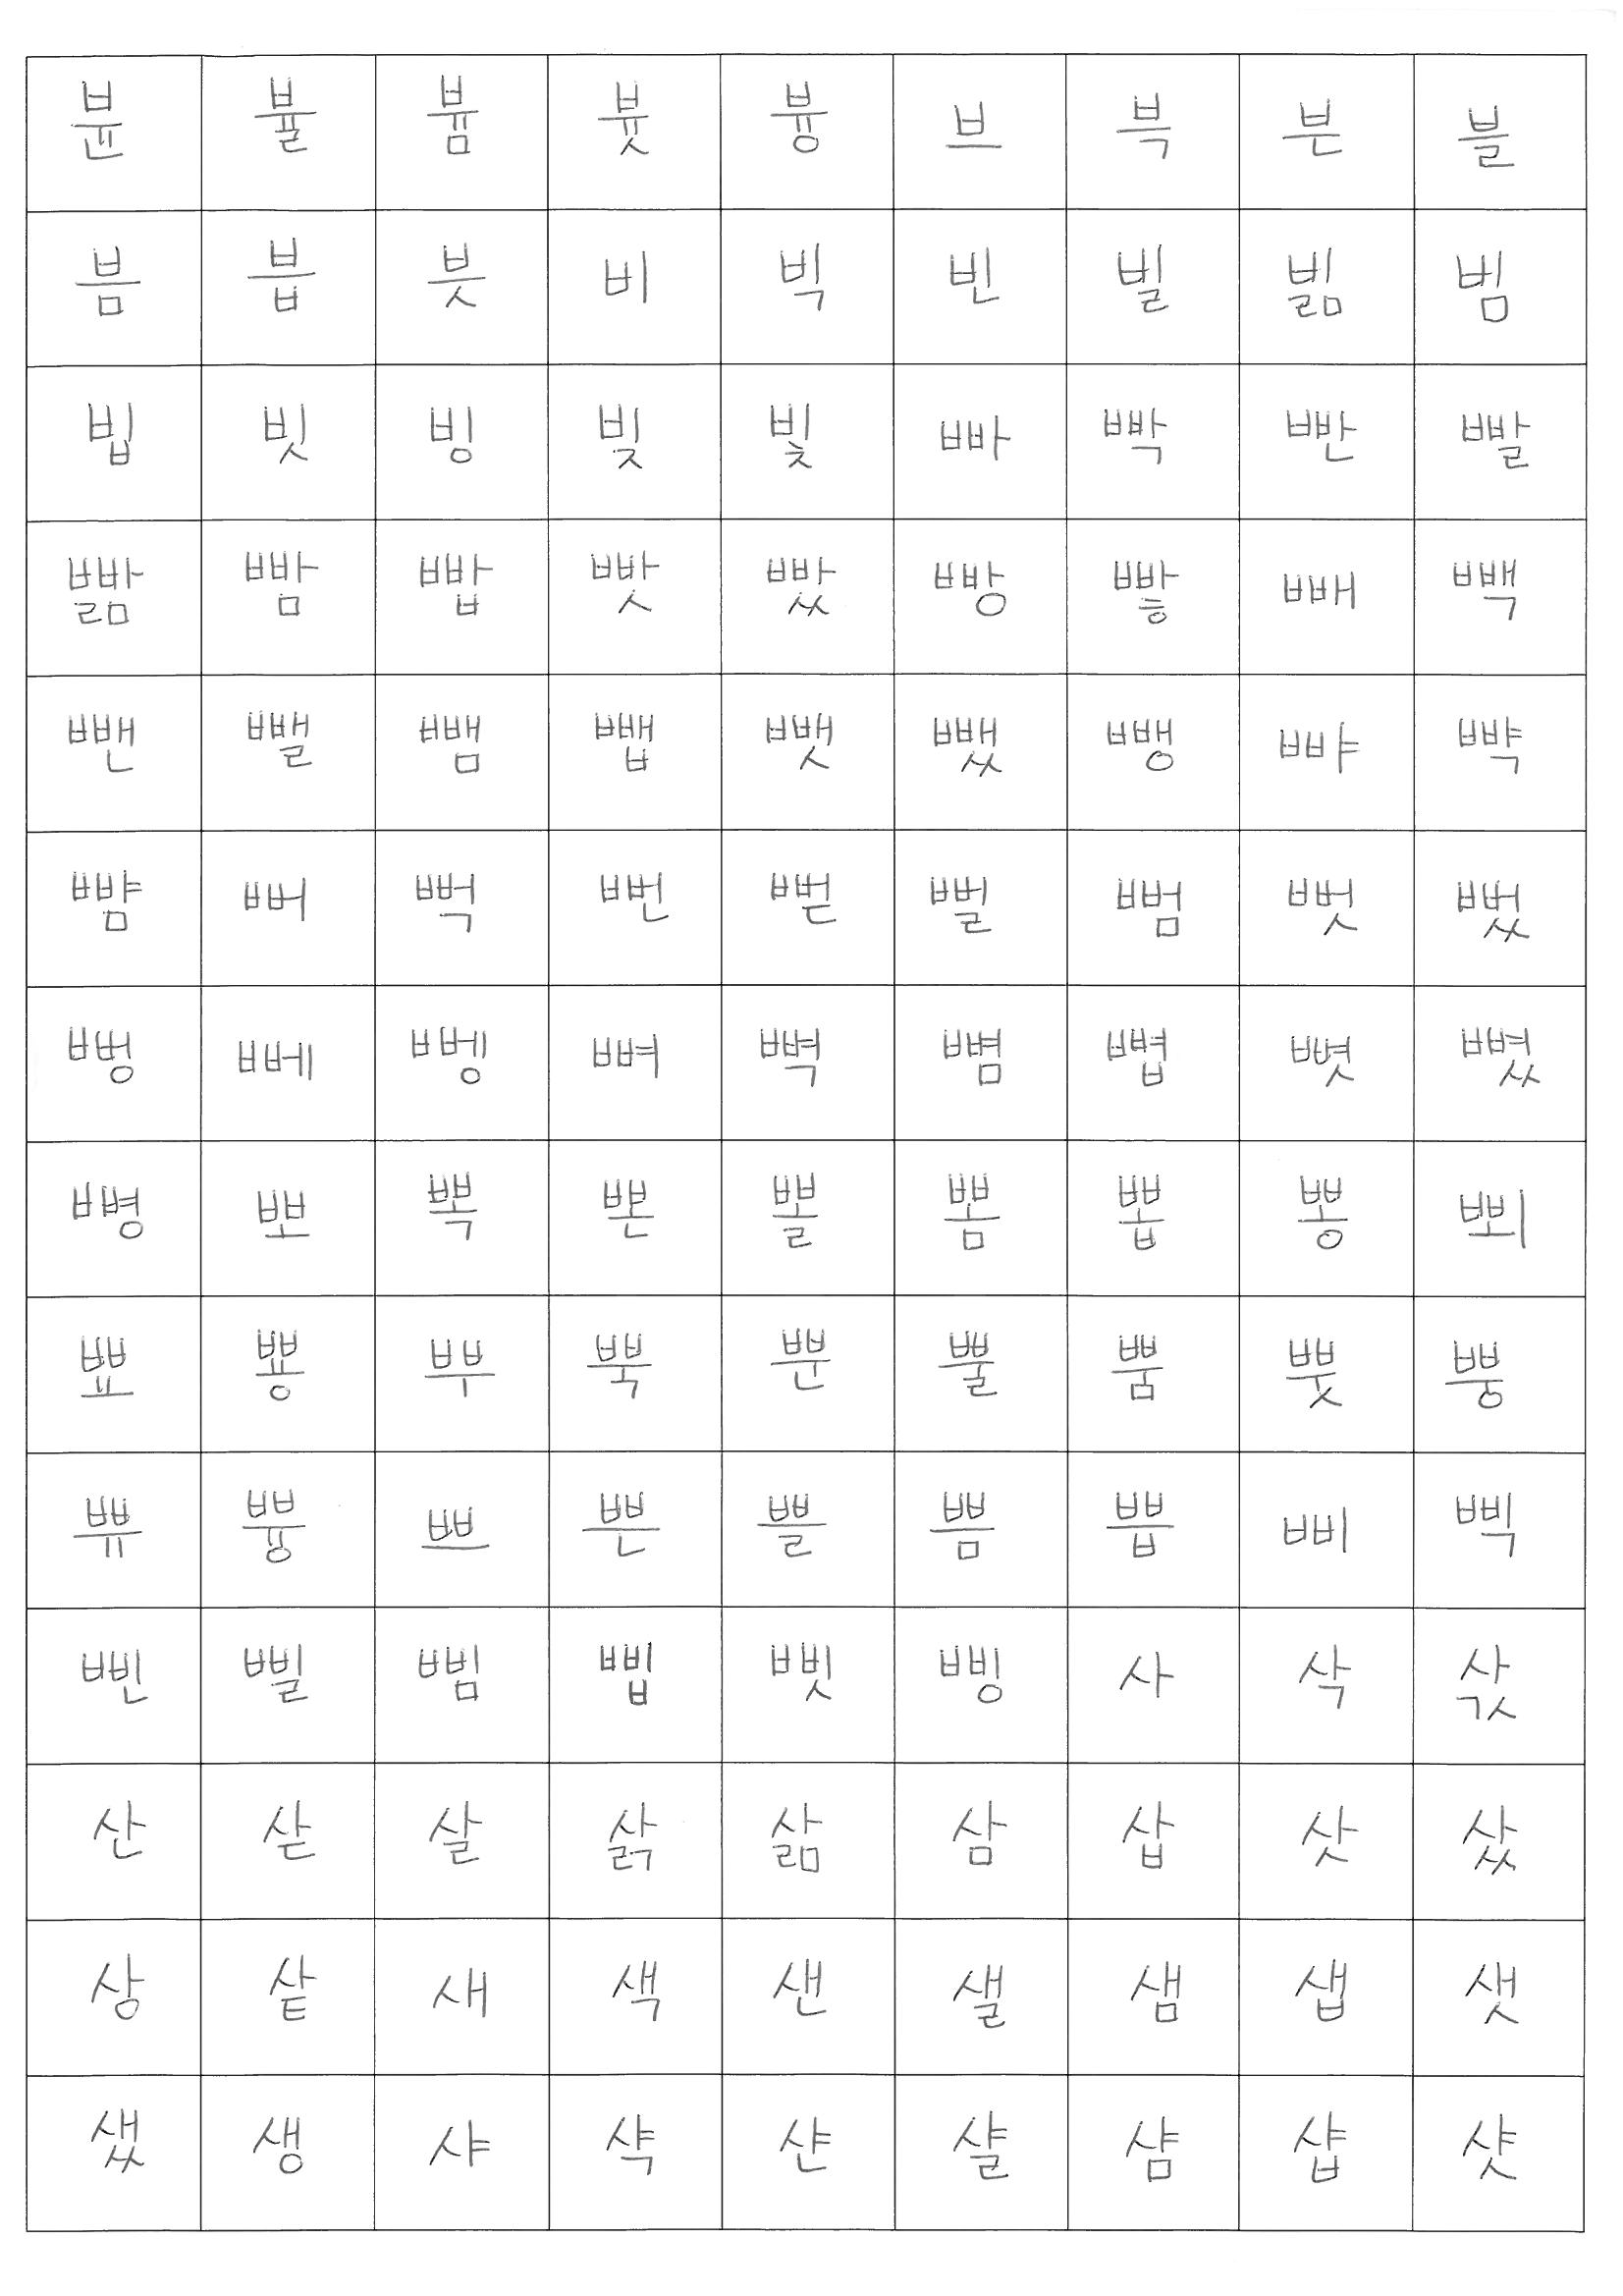 뷴 뷸 븀 븃 븅 브 븍 븐 블
븜 븝 븟 비 빅 빈 빌 빎 빔
빕 빗 빙 빚 빛 빠 빡 빤 빨
빪 빰 빱 빳 빴 빵 빻 빼 빽
뺀 뺄 뺌 뺍 뺏 뺐 뺑 뺘 뺙
뺨 뻐 뻑 뻔 뻗 뻘 뻠 뻣 뻤
뻥 뻬 뼁 뼈 뼉 뼘 뼙 뼛 뼜
뼝 뽀 뽁 뽄 뽈 뽐 뽑 뽕 뾔
뾰 뿅 뿌 뿍 뿐 뿔 뿜 뿟 뿡
쀼 쁑 쁘 쁜 쁠 쁨 쁩 삐 삑
삔 삘 삠 삡 삣 삥 사 삭 삯
산 삳 살 삵 삶 삼 삽 삿 샀
상 샅 새 색 샌 샐 샘 샙 샛
샜 생 샤 샥 샨 샬 샴 샵 샷